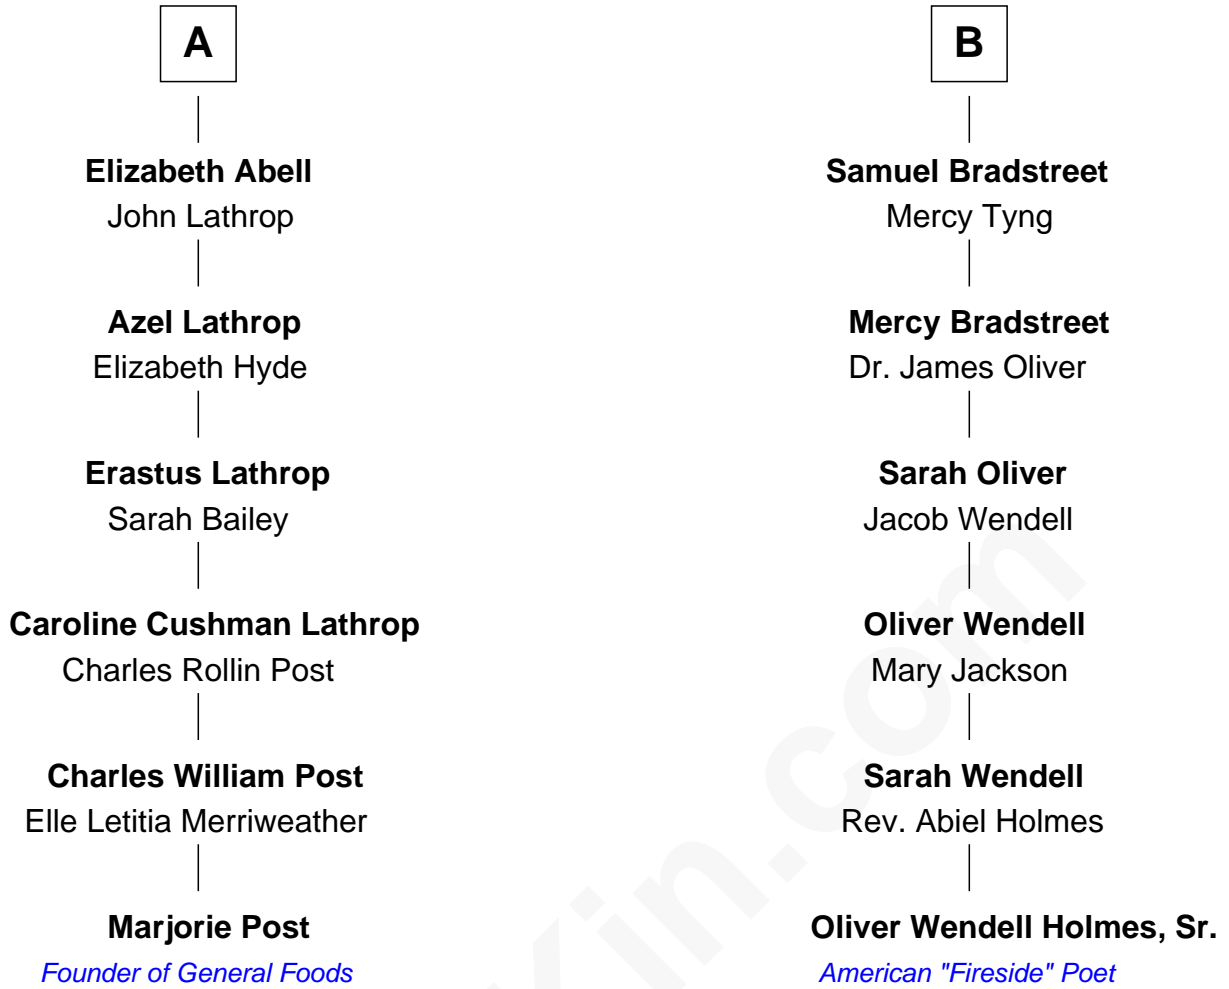 A
Elizabeth Abell
John Lathrop
Azel Lathrop
Elizabeth Hyde
Erastus Lathrop
Sarah Bailey
Caroline Cushman Lathrop
Charles Rollin Post
Charles William Post
Elle Letitia Merriweather
Marjorie Post
Founder of General Foods
B
Samuel Bradstreet
Mercy Tyng
Mercy Bradstreet
Dr. James Oliver
Sarah Oliver
Jacob Wendell
Oliver Wendell
Mary Jackson
Sarah Wendell
Rev. Abiel Holmes
Oliver Wendell Holmes, Sr.
American "Fireside" Poet
Kin.com